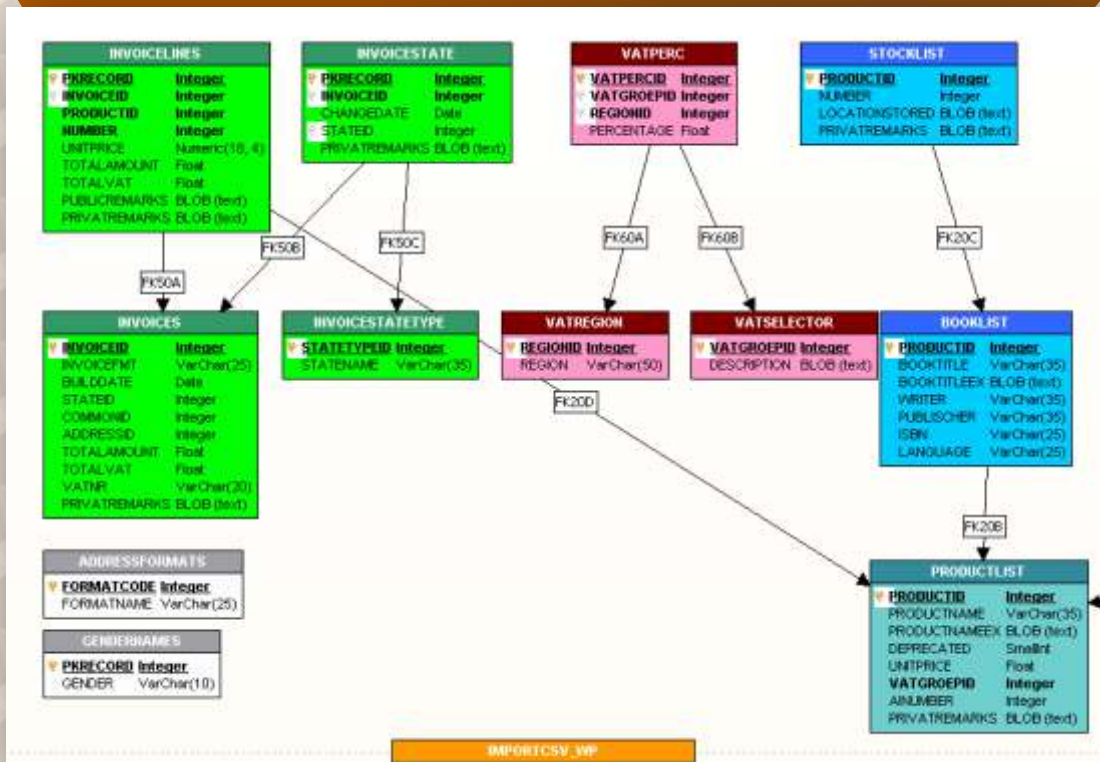 INVOICELINES
PKRECORD Integer
INVOICEID Integer
PRODUCTID Integer
NUMBER Integer
UNITPRICE Numeric(18, 4)
TOTALAMOUNT Float
TOTALVAT Float
PUBLICREMARKS BLOB (text)
PRIVATREMARKS BLOB (text)
INVOICESTATE
PKRECORD Integer
INVOICEID Integer
CHANGEDATE Date
STATEID Integer
PRIVATREMARKS BLOB (text)
VATPERC
VATPERCID Integer
VATGROEPID Integer
REGIONID Integer
PERCENTAGE Float
STOCKLIST
PRODUCTID Integer
NUMBER Integer
LOCATIONSTORED BLOB (text)
PRIVATREMARKS BLOB (text)
FK50A
FK50B
FK50C
FK60A
FK60B
FK20C
INVOICES
INVOICEID Integer
INVOICEFMT VarChar(25)
BUILDDATE Date
STATEID Integer
COMMONID Integer
ADDRESSID Integer
TOTALAMOUNT Float
TOTALVAT Float
VATNR VarChar(20)
PRIVATREMARKS BLOB (text)
INVOICESTATETYPE
STATETYPEID Integer
STATENAME VarChar(35)
VATREGION
REGIONID Integer
REGION VarChar(50)
VATSELECTOR
VATGROEPID Integer
DESCRIPTION BLOB (text)
BOOKLIST
PRODUCTID Integer
BOOKTITLE VarChar(35)
BOOKTITLEEX BLOB (text)
WRITER VarChar(35)
PUBLISCHER VarChar(35)
ISBN VarChar(25)
LANGUAGE VarChar(25)
FK20D
FK20B
ADDRESSFORMATS
FORMATCODE Integer
FORMATNAME VarChar(25)
GENDERNAMES
PKRECORD Integer
GENDER VarChar(10)
PRODUCTLIST
PRODUCTID Integer
PRODUCTNAME VarChar(35)
PRODUCTNAMEEX BLOB (text)
DEPRECATED SmallInt
UNITPRICE Float
VATGROEPID Integer
AINUMBER Integer
PRIVATREMARKS BLOB (text)
IMPORTCSV_WP